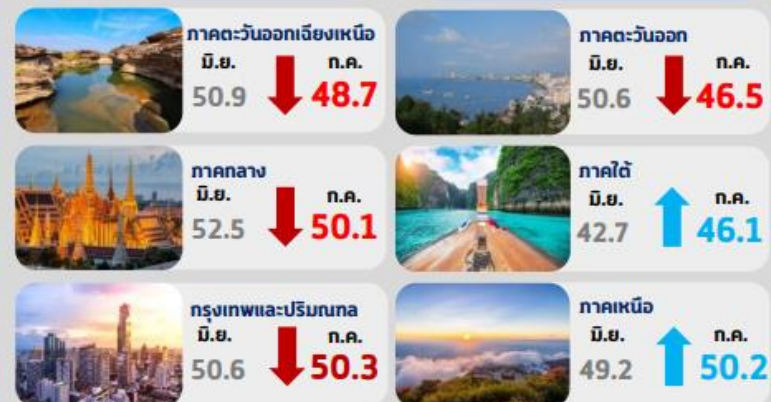 ภาคตะวันออกเฉียงเหนือ
มิ.ย. ก.ค.
50.9 48.7
ภาคตะวันออก
มิ.ย. ก.ค.
50.6 46.5
ภาคกลาง
มิ.ย. ก.ค.
52.5 50.1
ภาคใต้
มิ.ย. ก.ค.
42.7 46.1
กรุงเทพและปริมณฑล
มิ.ย. ก.ค.
50.6 50.3
ภาคเหนือ
มิ.ย. ก.ค.
49.2 50.2